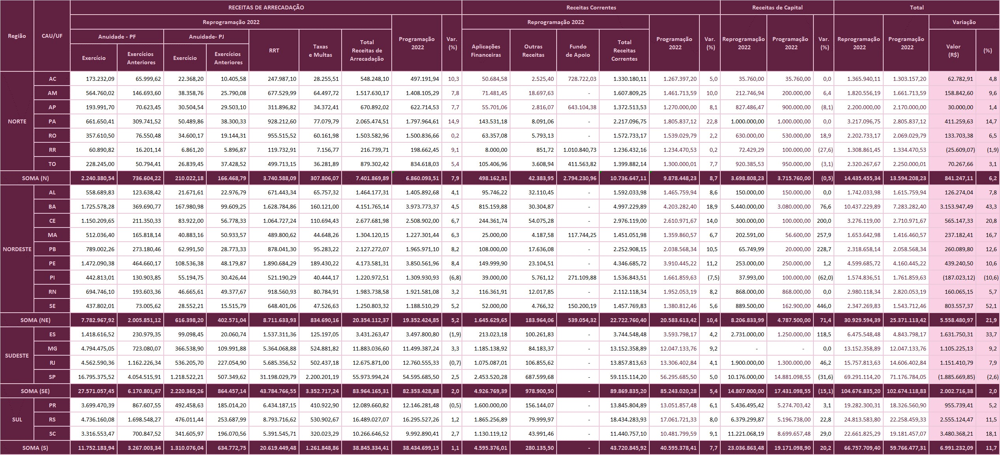 RECEITAS DE ARRECADAÇÃO Receitas Correntes Receitas de Capital Total
Região CAU/UF Reprogramação 2022 Programação 2022 Var. (%) Reprogramação 2022 Programação 2022 Var. (%) Reprogramação 2022 Programação 2022 Var. (%) Reprogramação 2022 Programação 2022 Variação
Anuidade - PF Anuidade- PJ RRT Taxas e Multas Total Receitas de Arrecadação Aplicações Financeiras Outras Receitas Fundo de Apoio Total Receitas Correntes Valor (R$) (%)
Exercício Exercícios Anteriores Exercício Exercícios Anteriores
NORTE
AC 173.232,09 65.999,62 22.368,20 10.405,58 247.987,10 28.255,51 548.248,10 497.191,94 10,3 50.684,58 2.525,40 728.722,03 1.330.180,11 1.267.397,20 5,0 35.760,00 35.760,00 0,0 1.365.940,11 1.303.157,20 62.782,91 4,8
AM 564.760,02 146.693,60 38.358,76 25.790,08 677.529,99 64.497,72 1.517.630,17 1.408.105,29 7,8 71.481,45 18.697,63 - 1.607.809,25 1.461.713,59 10,0 212.746,94 200.000,00 6,4 1.820.556,19 1.661.713,59 158.842,60 9,6
AP 193.991,70 70.623,45 30.504,54 29.503,10 311.896,82 34.372,41 670.892,02 622.714,53 7,7 55.701,06 2.816,07 643.104,38 1.372.513,53 1.270.000,00 8,1 827.486,47 900.000,00 (8,1) 2.200.000,00 2.170.000,00 30.000,00 1,4
PA 661.650,41 309.741,52 50.489,86 38.300,33 928.212,60 77.079,79 2.065.474,51 1.797.964,61 14,9 143.531,18 8.091,06 - 2.217.096,75 1.805.837,12 22,8 1.000.000,00 1.000.000,00 0,0 3.217.096,75 2.805.837,12 411.259,63 14,7
RO 357.610,50 76.550,48 34.600,17 19.144,31 955.515,52 60.161,98 1.503.582,96 1.500.836,66 0,2 63.357,08 5.793,13 - 1.572.733,17 1.539.029,79 2,2 630.000,00 530.000,00 18,9 2.202.733,17 2.069.029,79 133.703,38 6,5
RR 60.890,82 16.201,14 6.861,20 5.896,87 119.732,91 7.156,77 216.739,71 198.662,45 9,1 8.000,00 851,72 1.010.840,73 1.236.432,16 1.234.470,53 0,2 72.429,29 100.000,00 (27,6) 1.308.861,45 1.334.470,53 (25.609,07) (1,9)
TO 228.245,00 50.794,41 26.839,45 37.428,52 499.713,15 36.281,89 879.302,42 834.618,03 5,4 105.406,96 3.608,94 411.563,82 1.399.882,14 1.300.000,01 7,7 920.385,53 950.000,00 (3,1) 2.320.267,67 2.250.000,01 70.267,66 3,1
SOMA (N) 2.240.380,54 736.604,22 210.022,18 166.468,79 3.740.588,09 307.806,07 7.401.869,89 6.860.093,51 7,9 498.162,31 42.383,95 2.794.230,96 10.736.647,11 9.878.448,23 8,7 3.698.808,23 3.715.760,00 (0,5) 14.435.455,34 13.594.208,23 841.247,11 6,2
NORDESTE
AL 558.689,83 123.638,42 21.671,61 22.976,79 671.443,34 65.757,32 1.464.177,31 1.405.892,68 4,1 95.746,22 32.110,45 - 1.592.033,98 1.465.759,94 8,6 150.000,00 150.000,00 0,0 1.742.033,98 1.615.759,94 126.274,04 7,8
BA 1.725.578,28 369.690,77 167.980,98 99.609,25 1.628.784,86 160.121,00 4.151.765,14 3.973.773,37 4,5 815.159,88 30.304,87 - 4.997.229,89 4.203.282,40 18,9 5.440.000,00 3.080.000,00 76,6 10.437.229,89 7.283.282,40 3.153.947,49 43,3
CE 1.150.209,65 211.350,33 83.922,00 56.778,33 1.064.727,24 110.694,43 2.677.681,98 2.508.902,00 6,7 244.361,74 54.075,28 - 2.976.119,00 2.610.971,67 14,0 300.000,00 100.000,00 200,0 3.276.119,00 2.710.971,67 565.147,33 20,8
MA 512.036,40 165.818,14 40.883,16 50.933,57 489.800,62 44.648,26 1.304.120,15 1.227.301,44 6,3 25.000,00 4.187,58 117.744,25 1.451.051,98 1.359.860,57 6,7 202.591,00 56.600,00 257,9 1.653.642,98 1.416.460,57 237.182,41 16,7
PB 789.002,26 273.180,46 62.991,50 28.773,33 878.041,30 95.283,22 2.127.272,07 1.965.971,10 8,2 108.000,00 17.636,08 - 2.252.908,15 2.038.568,34 10,5 65.749,99 20.000,00 228,7 2.318.658,14 2.058.568,34 260.089,80 12,6
PE 1.472.090,38 464.660,17 108.536,38 48.179,87 1.890.684,29 189.430,22 4.173.581,31 3.850.561,96 8,4 149.999,90 23.104,51 - 4.346.685,72 3.910.445,22 11,2 253.000,00 250.000,00 1,2 4.599.685,72 4.160.445,22 439.240,50 10,6
PI 442.813,01 130.903,85 55.194,75 30.426,44 521.190,29 40.444,17 1.220.972,51 1.309.930,93 (6,8) 39.000,00 5.761,12 271.109,88 1.536.843,51 1.661.859,63 (7,5) 37.993,00 100.000,00 (62,0) 1.574.836,51 1.761.859,63 (187.023,12) (10,6)
RN 694.746,10 193.603,36 46.665,61 49.377,67 918.560,93 80.784,91 1.983.738,58 1.921.581,08 3,2 116.361,91 12.017,85 - 2.112.118,34 1.952.053,19 8,2 868.000,00 868.000,00 0,0 2.980.118,34 2.820.053,19 160.065,15 5,7
SE 437.802,01 73.005,62 28.552,21 15.515,79 648.401,06 47.526,63 1.250.803,32 1.188.510,29 5,2 52.000,00 4.766,32 150.200,19 1.457.769,83 1.380.812,46 5,6 889.500,00 162.900,00 446,0 2.347.269,83 1.543.712,46 803.557,37 52,1
SOMA (NE) 7.782.967,92 2.005.851,12 616.398,20 402.571,04 8.711.633,93 834.690,16 20.354.112,37 19.352.424,85 5,2 1.645.629,65 183.964,06 539.054,32 22.722.760,40 20.583.613,42 10,4 8.206.833,99 4.787.500,00 71,4 30.929.594,39 25.371.113,42 5.558.480,97 21,9
SUDESTE
ES 1.418.616,52 230.979,35 99.098,45 20.060,74 1.537.311,36 125.197,05 3.431.263,47 3.497.800,80 (1,9) 213.023,18 100.261,83 - 3.744.548,48 3.593.798,17 4,2 2.731.000,00 1.250.000,00 118,5 6.475.548,48 4.843.798,17 1.631.750,31 33,7
MG 4.794.475,05 723.080,07 366.538,90 109.991,88 5.364.068,88 524.881,82 11.883.036,60 11.499.387,24 3,3 1.185.138,92 84.183,37 - 13.152.358,89 12.047.133,76 9,2 - - 0,0 13.152.358,89 12.047.133,76 1.105.225,13 9,2
RJ 4.562.590,36 1.162.226,34 536.205,70 227.054,90 5.685.356,52 502.437,18 12.675.871,00 12.760.555,33 (0,7) 1.075.087,01 106.855,62 - 13.857.813,63 13.306.402,84 4,1 1.900.000,00 1.300.000,00 46,2 15.757.813,63 14.606.402,84 1.151.410,79 7,9
SP 16.795.375,52 4.054.515,91 1.218.522,21 507.349,62 31.198.029,79 2.200.201,19 55.973.994,24 54.595.685,50 2,5 2.453.520,28 687.599,68 - 59.115.114,20 56.295.685,50 5,0 10.176.000,00 14.881.098,55 (31,6) 69.291.114,20 71.176.784,05 (1.885.669,85) (2,6)
SOMA (SE) 27.571.057,45 6.170.801,67 2.220.365,26 864.457,14 43.784.766,55 3.352.717,24 83.964.165,31 82.353.428,88 2,0 4.926.769,39 978.900,50 - 89.869.835,20 85.243.020,28 5,4 14.807.000,00 17.431.098,55 (15,1) 104.676.835,20 102.674.118,83 2.002.716,38 2,0
SUL
PR 3.699.470,39 867.607,55 492.458,63 185.014,20 6.434.187,15 410.922,90 12.089.660,82 12.146.281,48 (0,5) 1.600.000,00 156.144,07 - 13.845.804,89 13.051.857,48 6,1 5.436.495,42 5.274.703,42 3,1 19.282.300,31 18.326.560,90 955.739,41 5,2
RS 4.736.160,08 1.698.548,27 476.011,44 253.687,99 8.793.716,62 530.902,67 16.489.027,07 16.295.527,26 1,2 1.865.256,89 79.999,97 - 18.434.283,93 17.061.721,33 8,0 6.379.299,87 5.196.738,00 22,8 24.813.583,80 22.258.459,33 2.555.124,47 11,5
SC 3.316.553,47 700.847,52 341.605,97 196.070,56 5.391.545,71 320.023,29 10.266.646,52 9.992.890,41 2,7 1.130.119,12 43.991,46 - 11.440.757,10 10.481.799,59 9,1 11.221.068,19 8.699.657,48 29,0 22.661.825,29 19.181.457,07 3.480.368,21 18,1
SOMA (S) 11.752.183,94 3.267.003,34 1.310.076,04 634.772,75 20.619.449,48 1.261.848,86 38.845.334,41 38.434.699,15 1,1 4.595.376,01 280.135,50 - 43.720.845,92 40.595.378,41 7,7 23.036.863,48 19.171.098,90 20,2 66.757.709,40 59.766.477,31 6.991.232,09 11,7